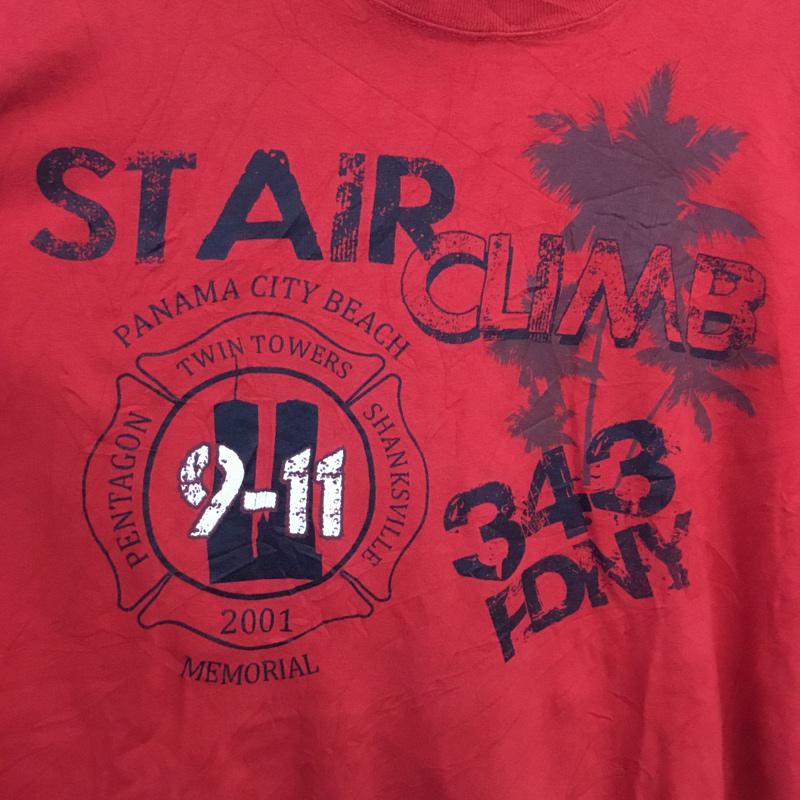 STAIR
CLIMB
PANAMA CITY BEACH
TWIN TOWERS
PENTAGON
SHANKSVILLE
9-11
2001
MEMORIAL
343
FDNY